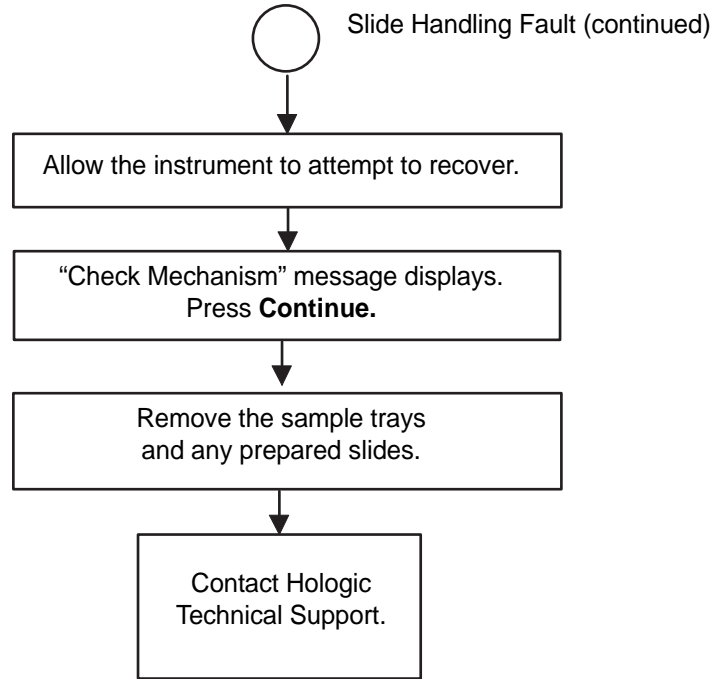 Slide Handling Fault (continued)
Allow the instrument to attempt to recover.
“Check Mechanism” message displays.
Press Continue.
Remove the sample trays
and any prepared slides.
Contact Hologic
Technical Support.